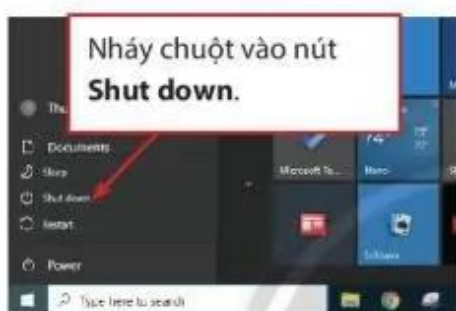 Nháy chuột vào nút
Shut down.
Documents
Sleep
Shut down
Restart
Microsoft To...
Power
Type here to search